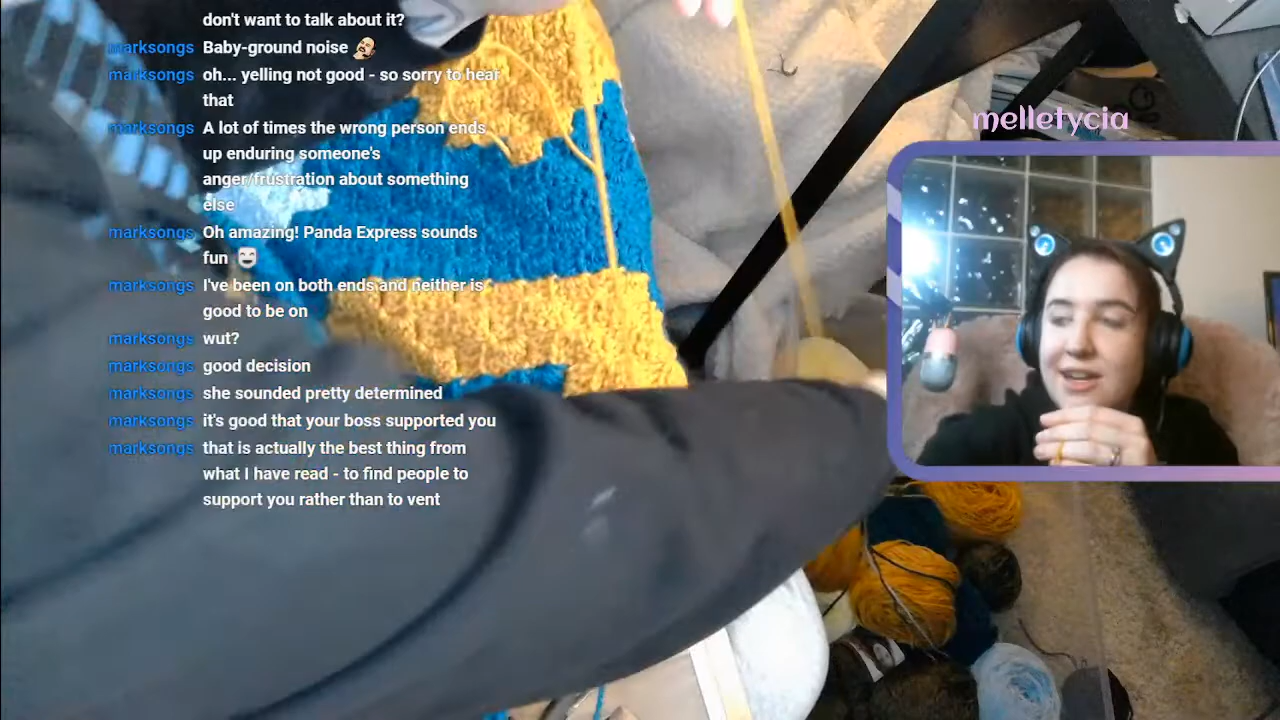 don't want to talk about it?
marksongs Baby-ground noise
marksongs oh... yelling not good - so sorry to hear
that
marksongs A lot of times the wrong person ends
up enduring someone's
anger/frustration about something
else
marksongs Oh amazing! Panda Express sounds
fun
marksongs I've been on both ends and neither is
good to be on
marksongs wut?
marksongs good decision
marksongs she sounded pretty determined
marksongs it's good that your boss supported you
marksongs that is actually the best thing from
what I have read - to find people to
support you rather than to vent
melletycia